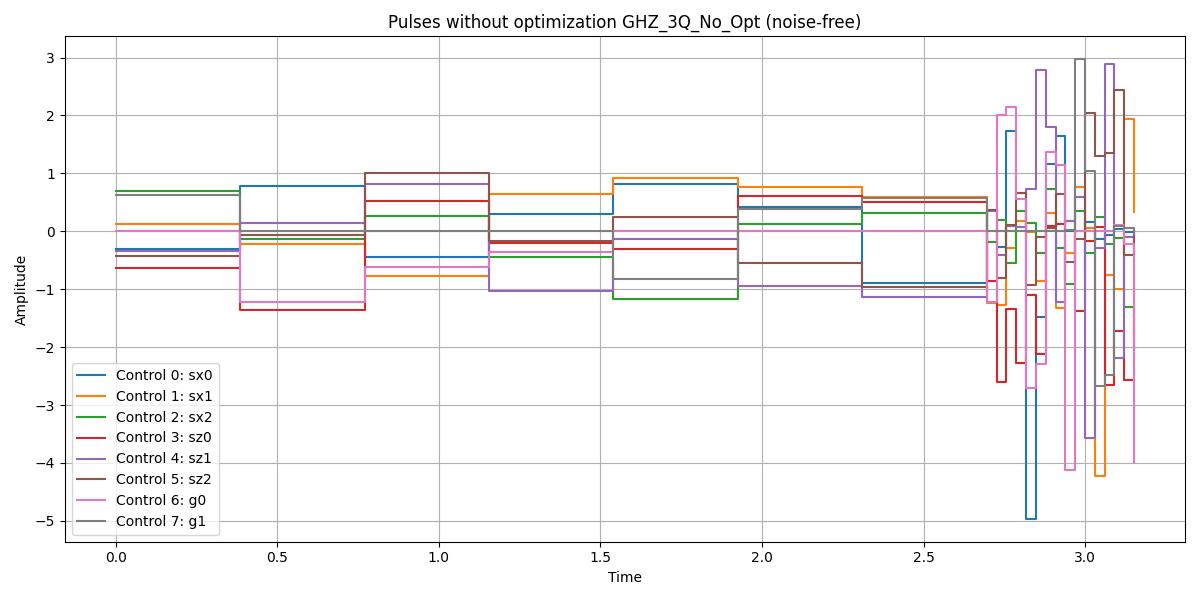 Pulses without optimization GHZ_3Q_No_Opt (noise-free)
Amplitude
3
2
1
0
−1
−2
−3
−4
−5
Control 0: sx0
Control 1: sx1
Control 2: sx2
Control 3: sz0
Control 4: sz1
Control 5: sz2
Control 6: g0
Control 7: g1
0.0 0.5 1.0 1.5 2.0 2.5 3.0
Time